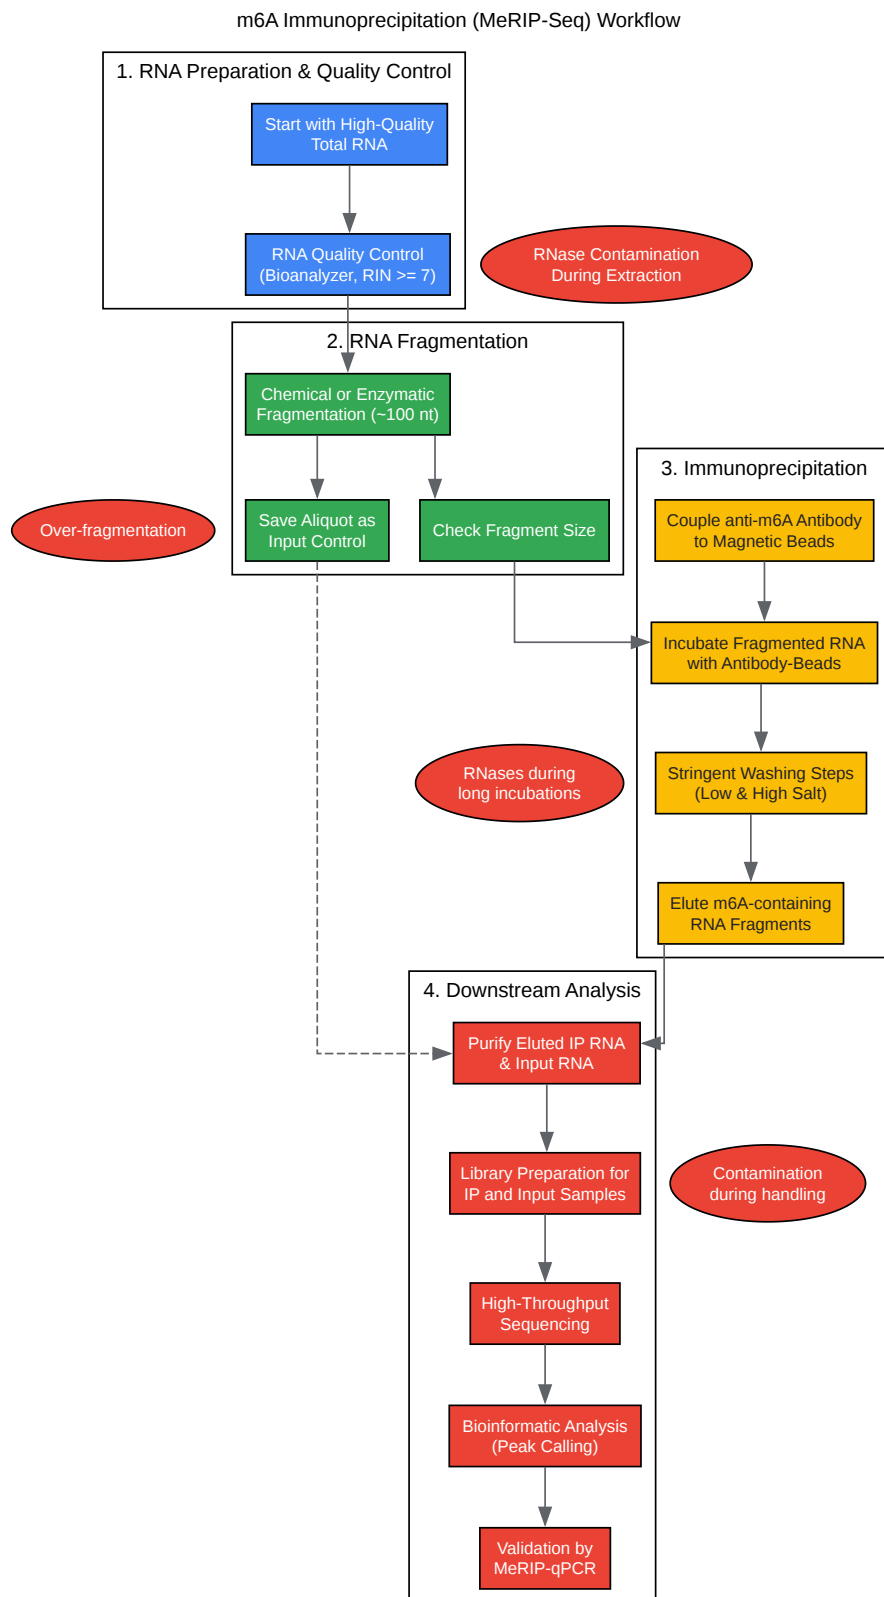 m6A Immunoprecipitation (MeRIP-Seq) Workflow
1. RNA Preparation & Quality Control
Start with High-Quality
Total RNA
RNA Quality Control
(Bioanalyzer, RIN >= 7)
RNase Contamination
During Extraction
2. RNA Fragmentation
Chemical or Enzymatic
Fragmentation (~100 nt)
Save Aliquot as
Input Control
Check Fragment Size
Over-fragmentation
3. Immunoprecipitation
Couple anti-m6A Antibody
to Magnetic Beads
Incubate Fragmented RNA
with Antibody-Beads
Stringent Washing Steps
(Low & High Salt)
RNases during
long incubations
Elute m6A-containing
RNA Fragments
4. Downstream Analysis
Purify Eluted IP RNA
& Input RNA
Library Preparation for
IP and Input Samples
Contamination
during handling
High-Throughput
Sequencing
Bioinformatic Analysis
(Peak Calling)
Validation by
MeRIP-qPCR